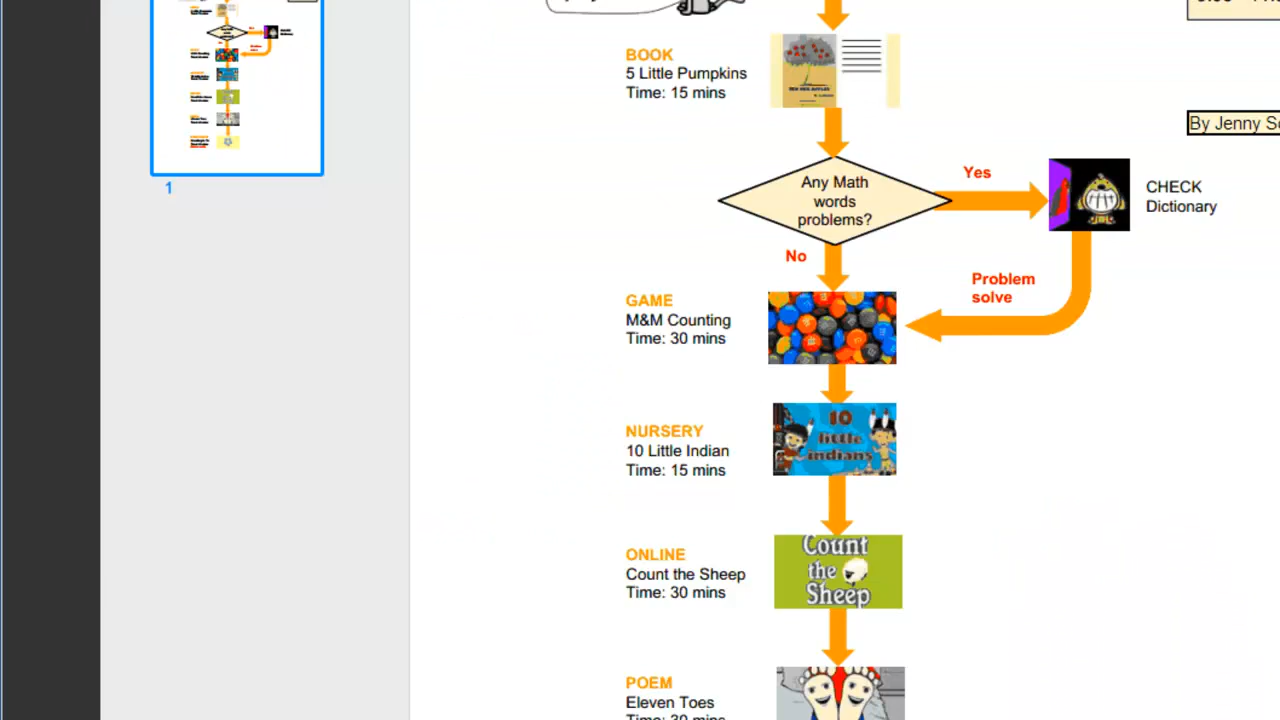 BOOK
5 Little Pumpkins
Time: 15 mins
By Jenny
Any Math
words
problems?
Yes
CHECK
Dictionary
No
Problem
solve
GAME
M&M Counting
Time: 30 mins
NURSERY
10 Little Indian
Time: 15 mins
10
little
indians
ONLINE
Count the Sheep
Time: 30 mins
Count
the
Sheep
POEM
Eleven Toes
Time: 30 mins
1